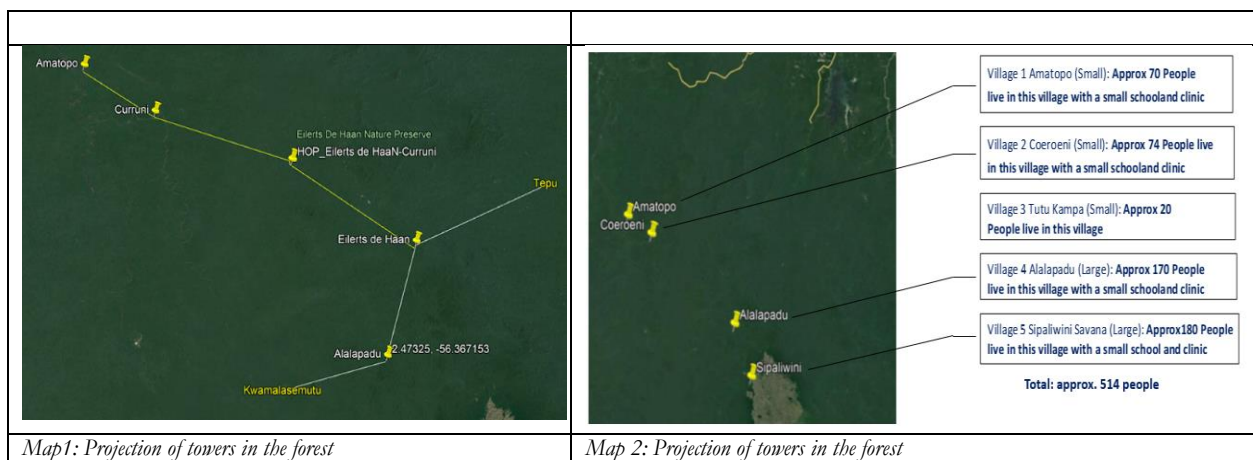 Amatopo
Curruni
Eilerts De Haan Nature Preserve
HOP_Eilerts de HaaN-Curruni
Tepu
Eilerts de Haan
Alalapadu
2.47325, -56.367153
Kwamalasemutu
Map1: Projection of towers in the forest
Amatopo
Coeroeni
Alalapadu
Sipaliwini
Village 1 Amatopo (Small): Approx 70 People
live in this village with a small schooland clinic
Village 2 Coeroeni (Small): Approx 74 People live
in this village with a small schooland clinic
Village 3 Tutu Kampa (Small): Approx 20
People live in this village
Village 4 Alalapadu (Large): Approx 170 People
live in this village with a small schooland clinic
Village 5 Sipaliwini Savana (Large): Approx180 People
live in this village with a small school and clinic
Total: approx. 514 people
Map 2: Projection of towers in the forest